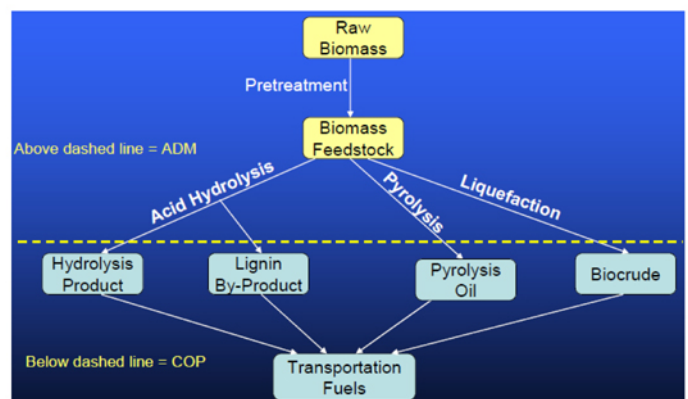 Raw
Biomass
Pretreatment
Biomass
Feedstock
Above dashed line = ADM
Acid Hydrolysis
Pyrolysis
Liquefaction
Hydrolysis
Product
Lignin
By-Product
Pyrolysis
Oil
Biocrude
Below dashed line = COP
Transportation
Fuels